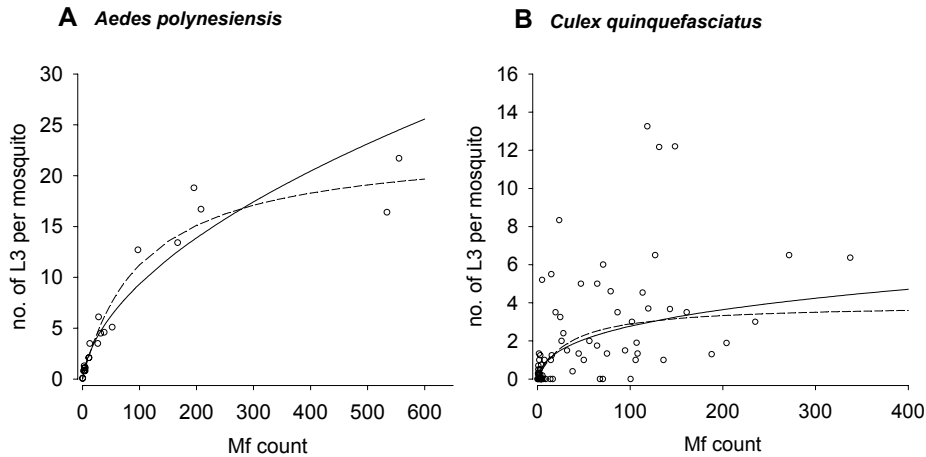 A Aedes polynesiensis
30
25
20
15
10
5
0
no. of L3 per mosquito
0 100 200 300 400 500 600
Mf count
B Culex quinquefasciatus
16
14
12
10
8
6
4
2
0
no. of L3 per mosquito
0 100 200 300 400
Mf count